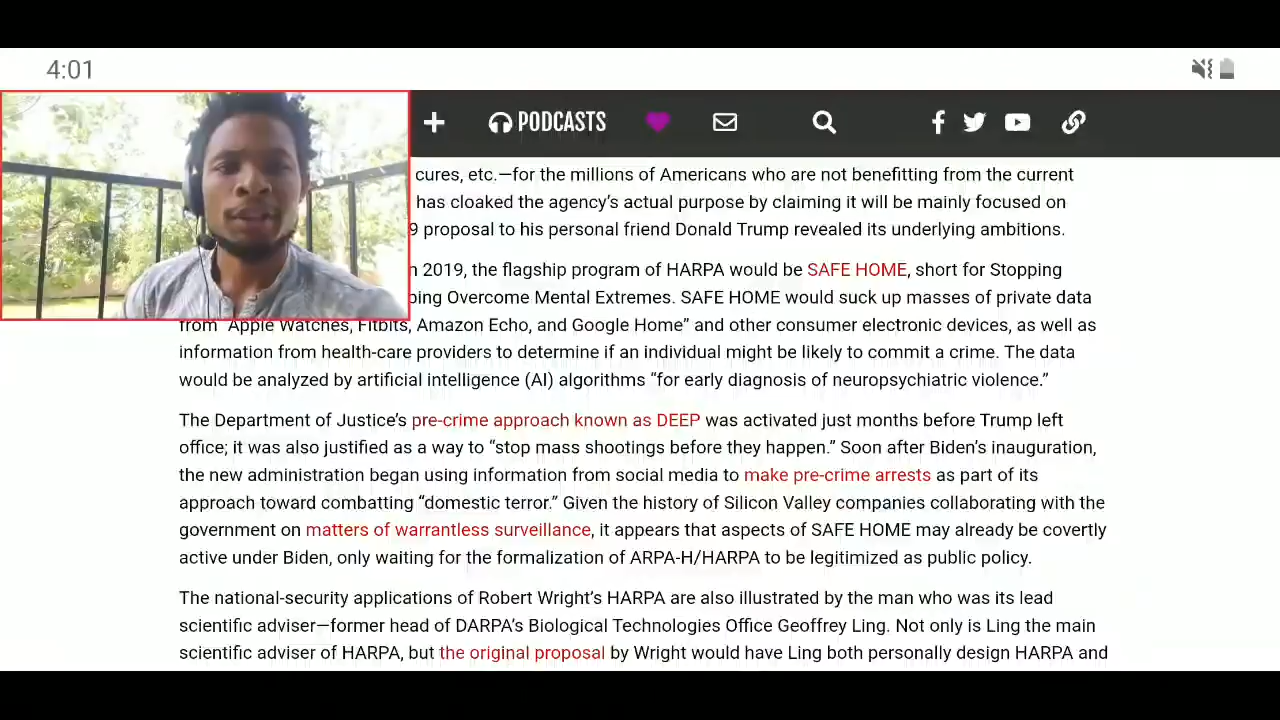 4:01
PODCASTS
cures, etc.—for the millions of Americans who are not benefitting from the current
has cloaked the agency’s actual purpose by claiming it will be mainly focused on
9 proposal to his personal friend Donald Trump revealed its underlying ambitions.
n 2019, the flagship program of HARPA would be SAFE HOME, short for Stopping
ping Overcome Mental Extremes. SAFE HOME would suck up masses of private data
from “Apple Watches, Fitbits, Amazon Echo, and Google Home” and other consumer electronic devices, as well as
information from health-care providers to determine if an individual might be likely to commit a crime. The data
would be analyzed by artificial intelligence (AI) algorithms “for early diagnosis of neuropsychiatric violence.”
The Department of Justice’s pre-crime approach known as DEEP was activated just months before Trump left
office; it was also justified as a way to “stop mass shootings before they happen.” Soon after Biden’s inauguration,
the new administration began using information from social media to make pre-crime arrests as part of its
approach toward combatting “domestic terror.” Given the history of Silicon Valley companies collaborating with the
government on matters of warrantless surveillance, it appears that aspects of SAFE HOME may already be covertly
active under Biden, only waiting for the formalization of ARPA-H/HARPA to be legitimized as public policy.
The national-security applications of Robert Wright’s HARPA are also illustrated by the man who was its lead
scientific adviser—former head of DARPA’s Biological Technologies Office Geoffrey Ling. Not only is Ling the main
scientific adviser of HARPA, but the original proposal by Wright would have Ling both personally design HARPA and